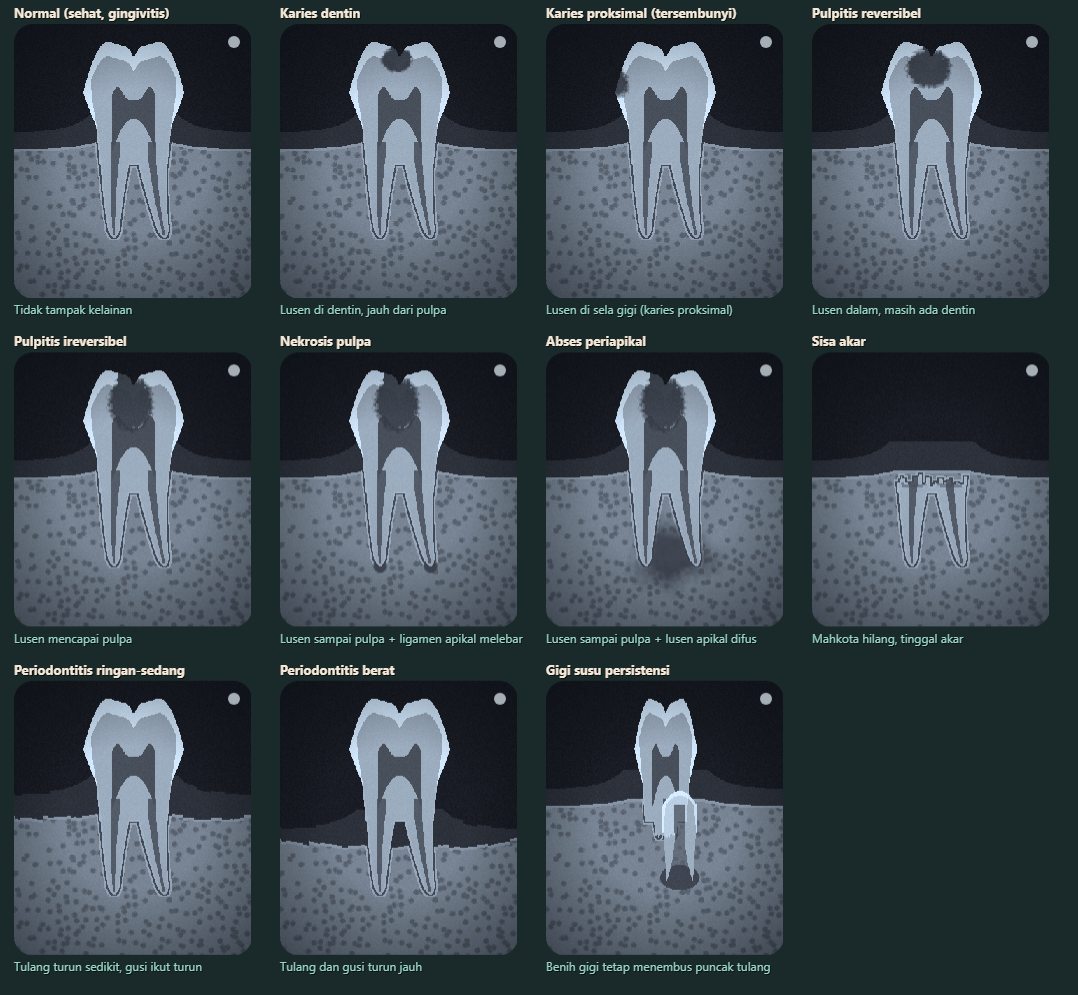 Normal (sehat, gingivitis)
Karies dentin
Karies proksimal (tersembunyi)
Pulpitis reversibel
Tidak tampak kelainan
Lusen di dentin, jauh dari pulpa
Lusen di sela gigi (karies proksimal)
Lusen dalam, masih ada dentin
Pulpitis ireversibel
Nekrosis pulpa
Abses periapikal
Sisa akar
Lusen mencapai pulpa
Lusen sampai pulpa + ligamen apikal melebar
Lusen sampai pulpa + lusen apikal difus
Mahkota hilang, tinggal akar
Periodontitis ringan-sedang
Periodontitis berat
Gigi susu persistensi
Tulang turun sedikit, gusi ikut turun
Tulang dan gusi turun jauh
Benih gigi tetap menembus puncak tulang